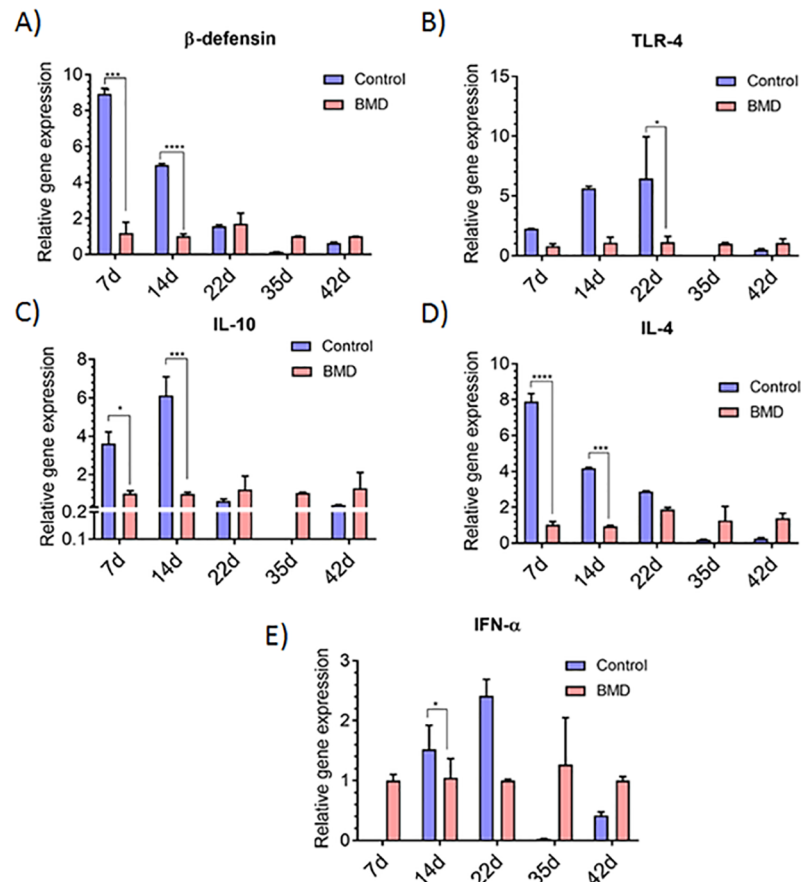 A)
β-defensin
Relative gene expression
10
8
6
4
2
0
***
****
Control
BMD
7d
14d
22d
35d
42d
B)
TLR-4
Relative gene expression
15
10
5
0
*
Control
BMD
7d
14d
22d
35d
42d
C)
IL-10
Relative gene expression
8
6
4
2
0.2
0.1
*
***
Control
BMD
7d
14d
22d
35d
42d
D)
IL-4
Relative gene expression
10
8
6
4
2
0
****
***
Control
BMD
7d
14d
22d
35d
42d
E)
IFN-α
Relative gene expression
3
2
1
0
*
Control
BMD
7d
14d
22d
35d
42d